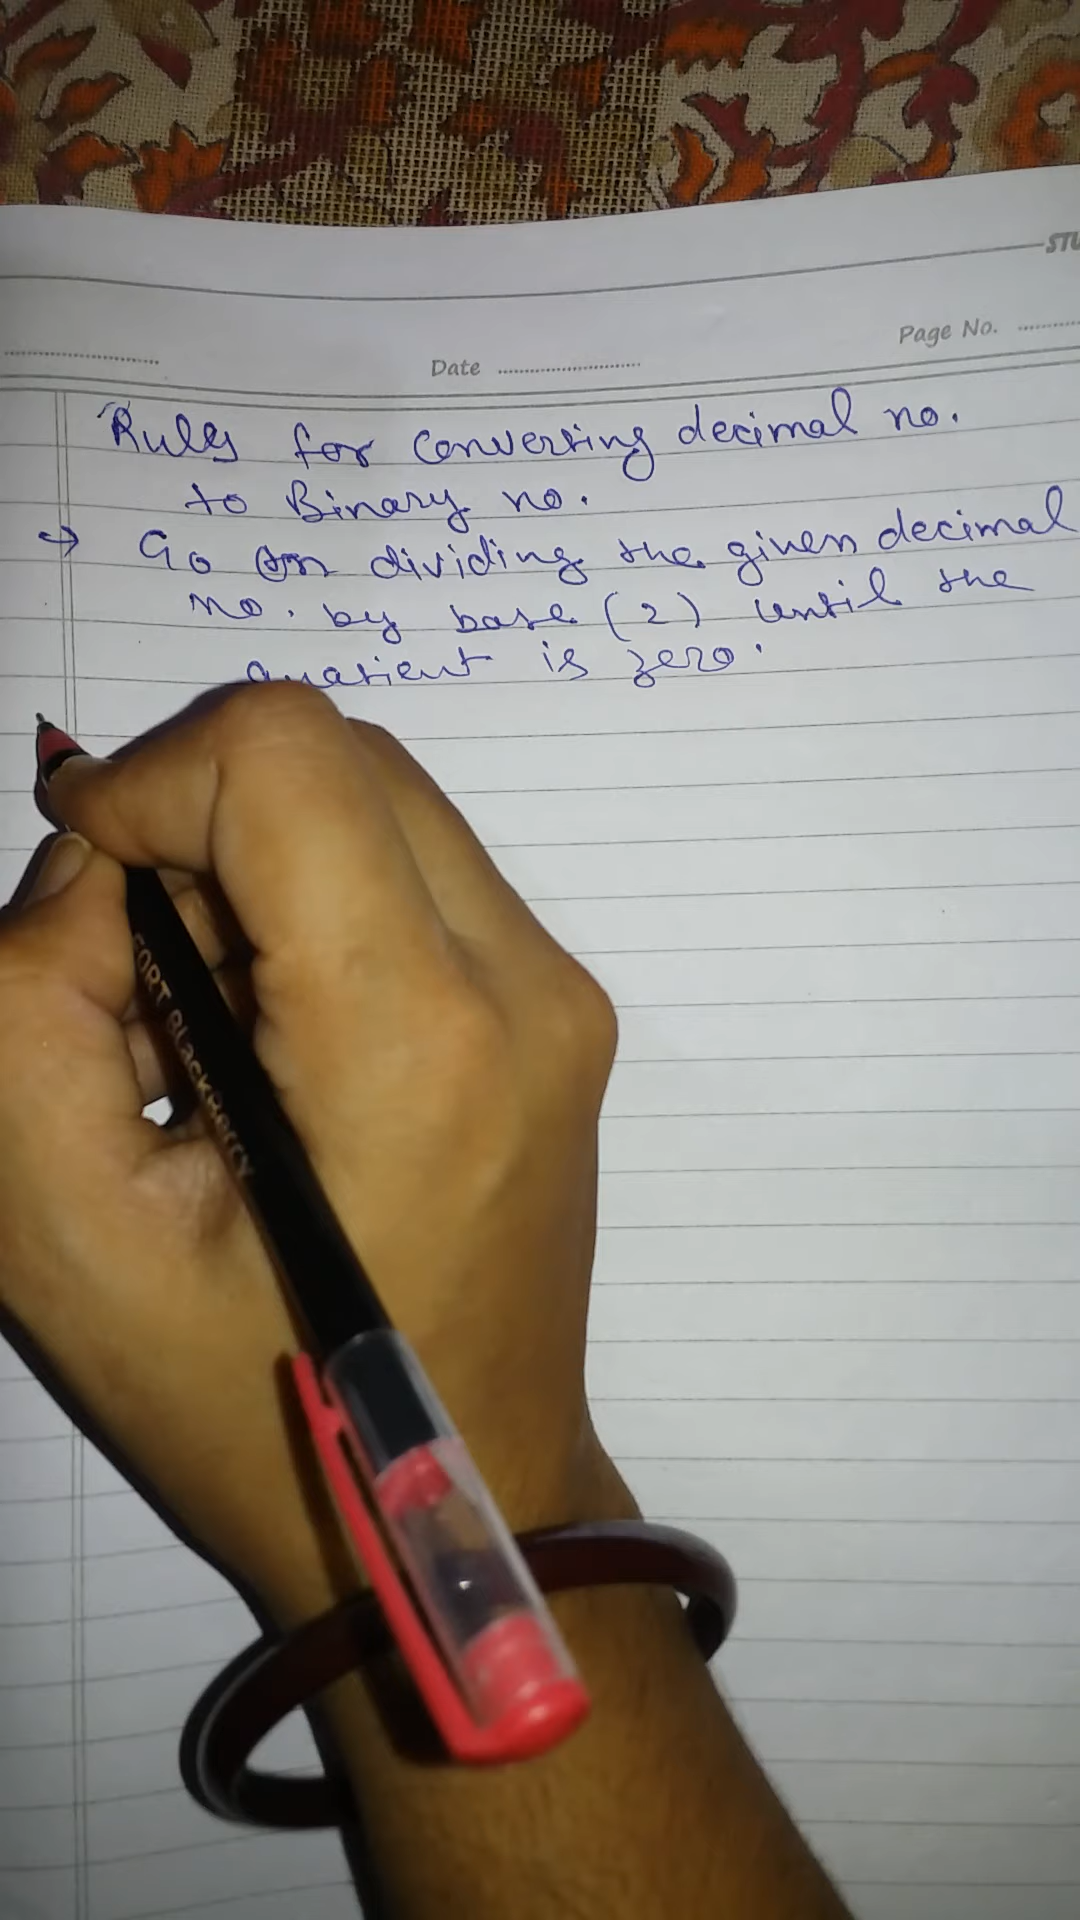 STU
Page No. ..........
Date ....................
Rules for Converting decimal no.
to Binary no.
→ Go on dividing the given decimal
no. by base (2) until the
quotient is zero.
FORT BlackBerry